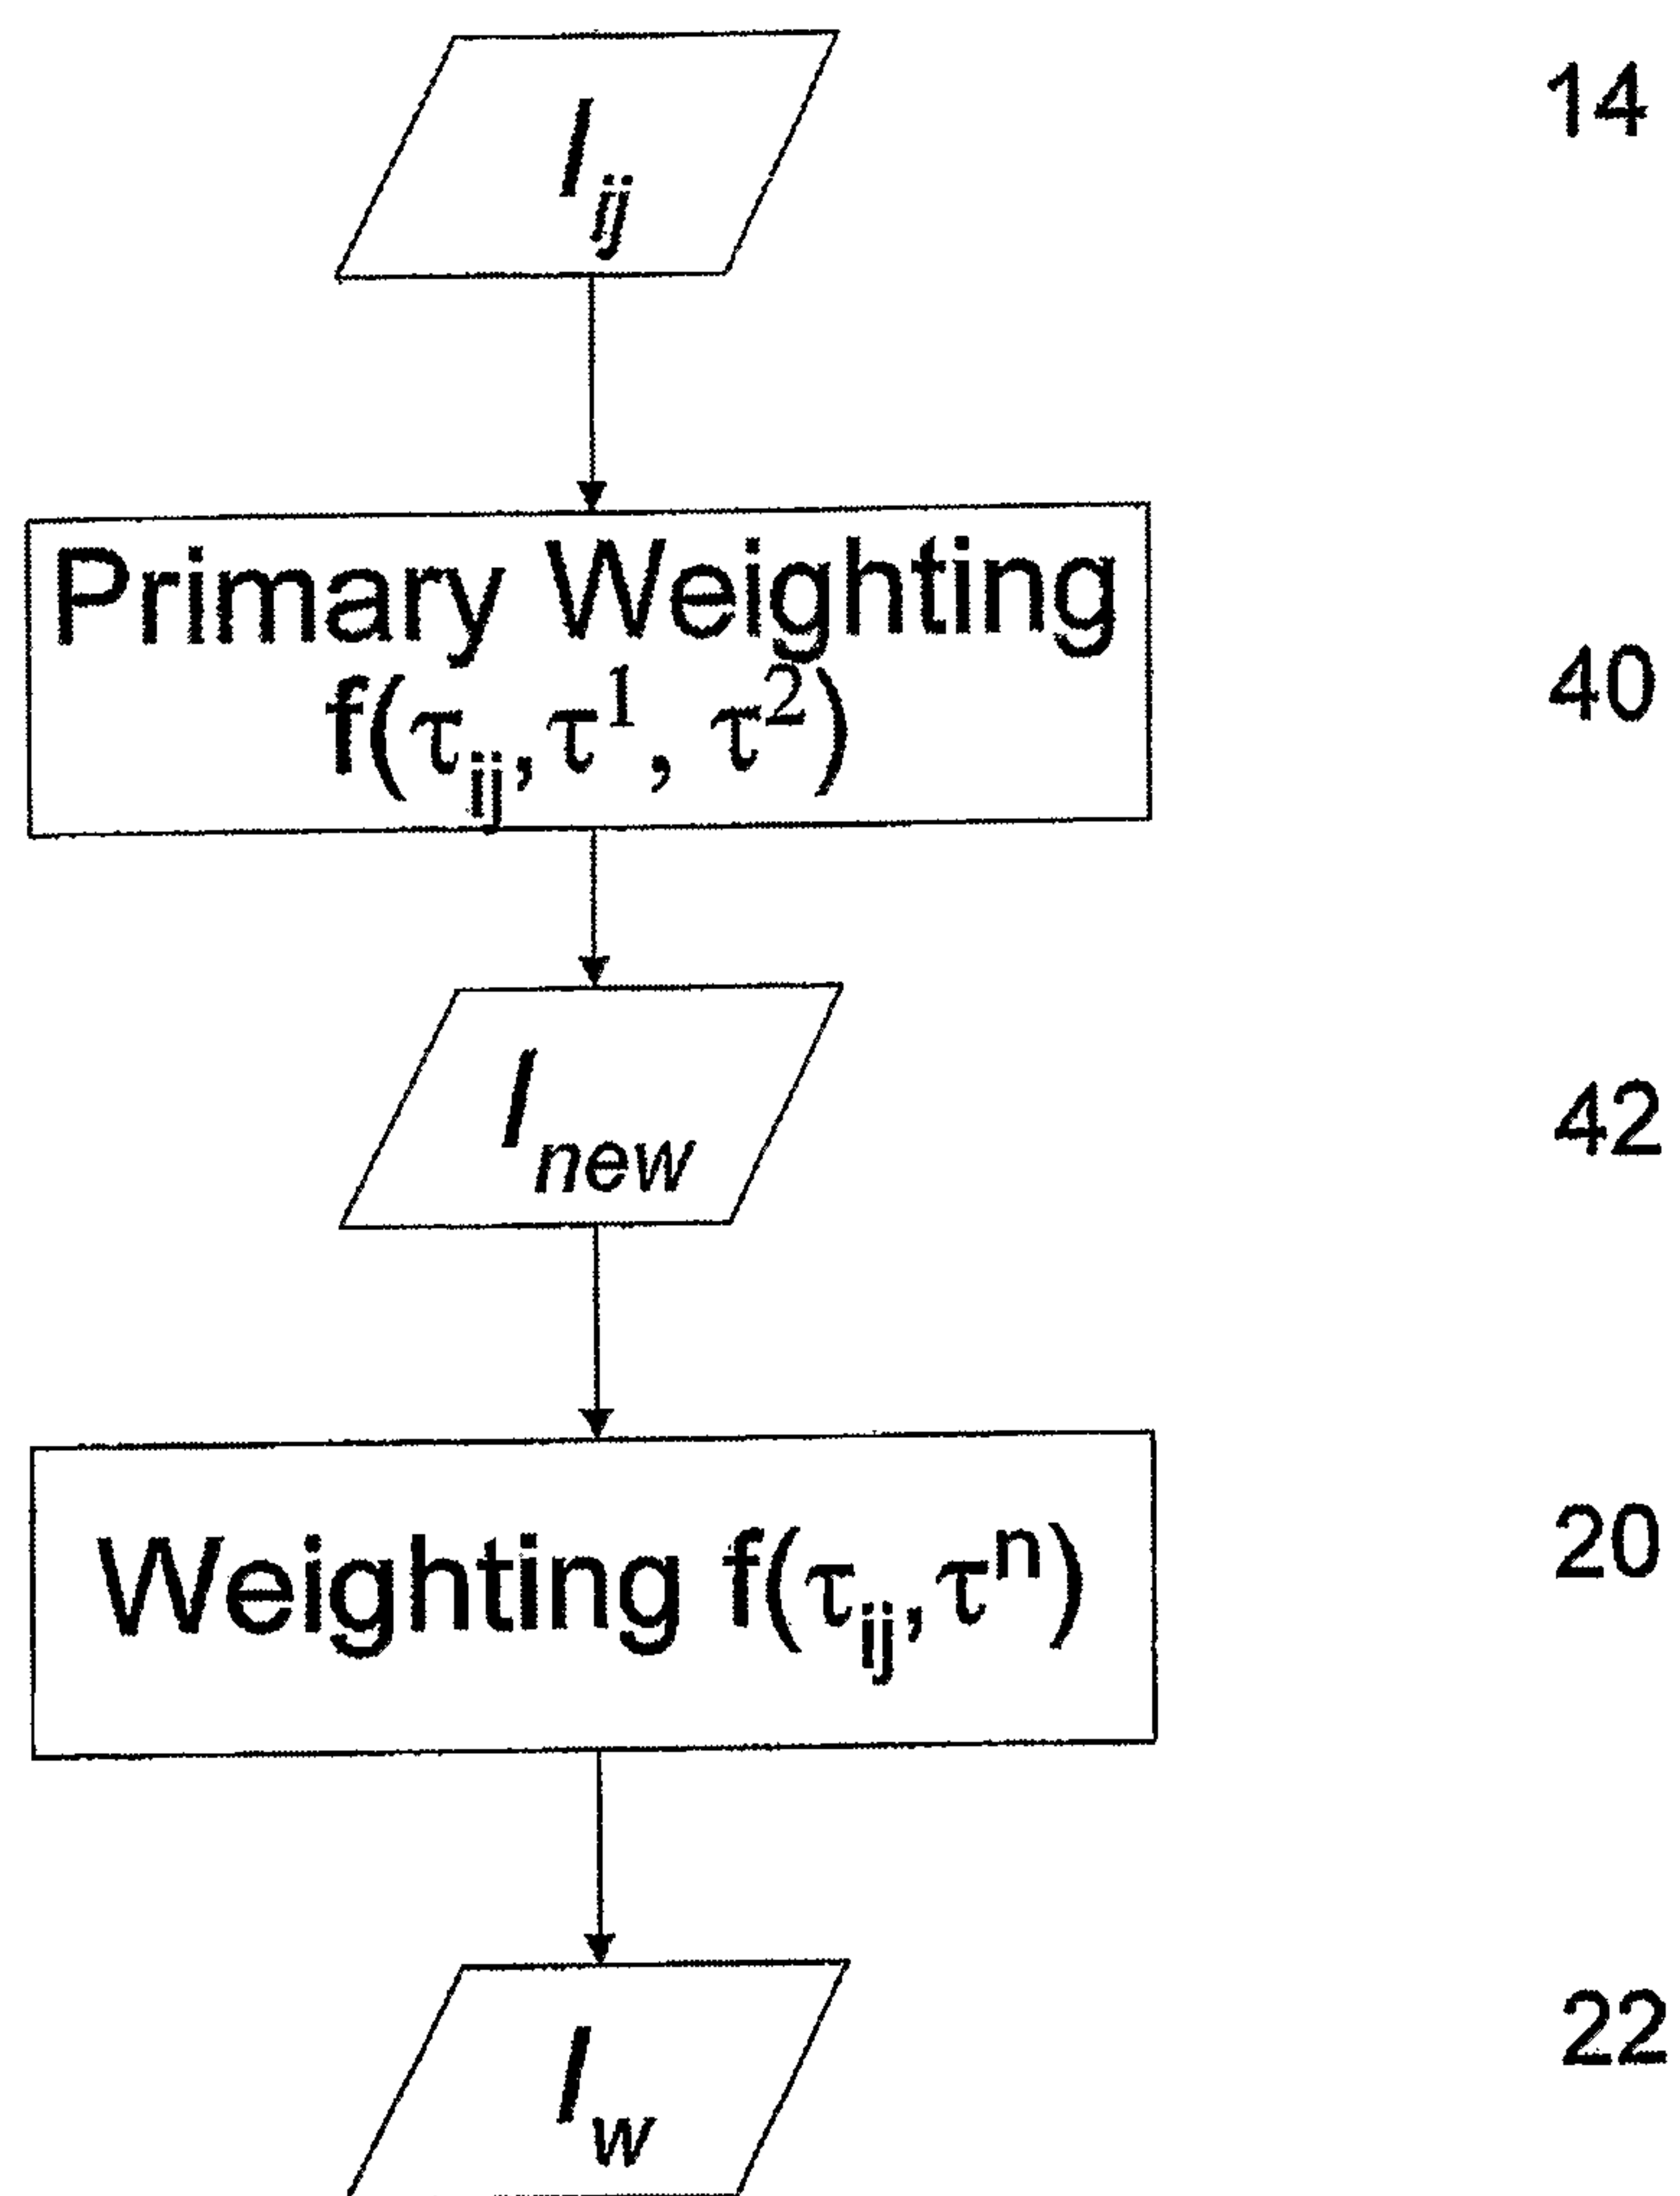 I_ij
14
Primary Weighting
f(τ_ij, τ^1, τ^2)
40
I_new
42
Weighting f(τ_ij, τ^n)
20
I_w
22